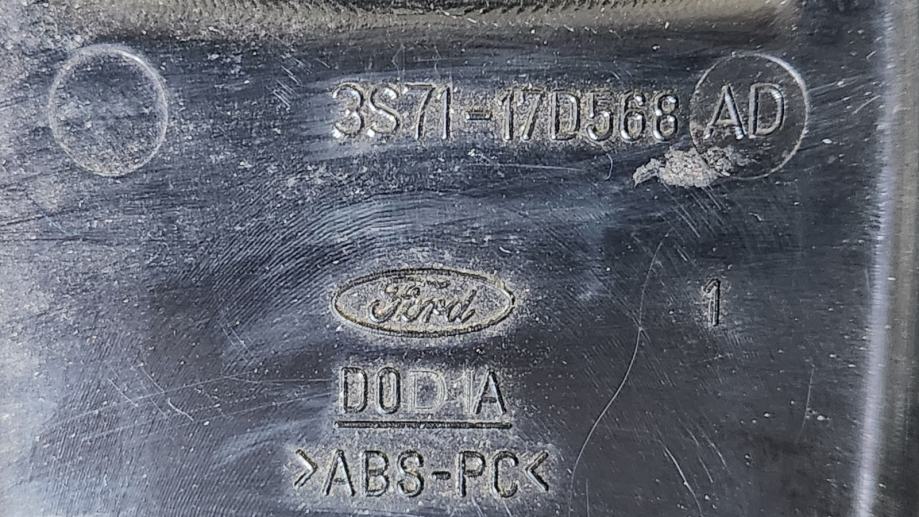 3S71-17D568 AD
Ford
1
D0D1A
>ABS-PC<